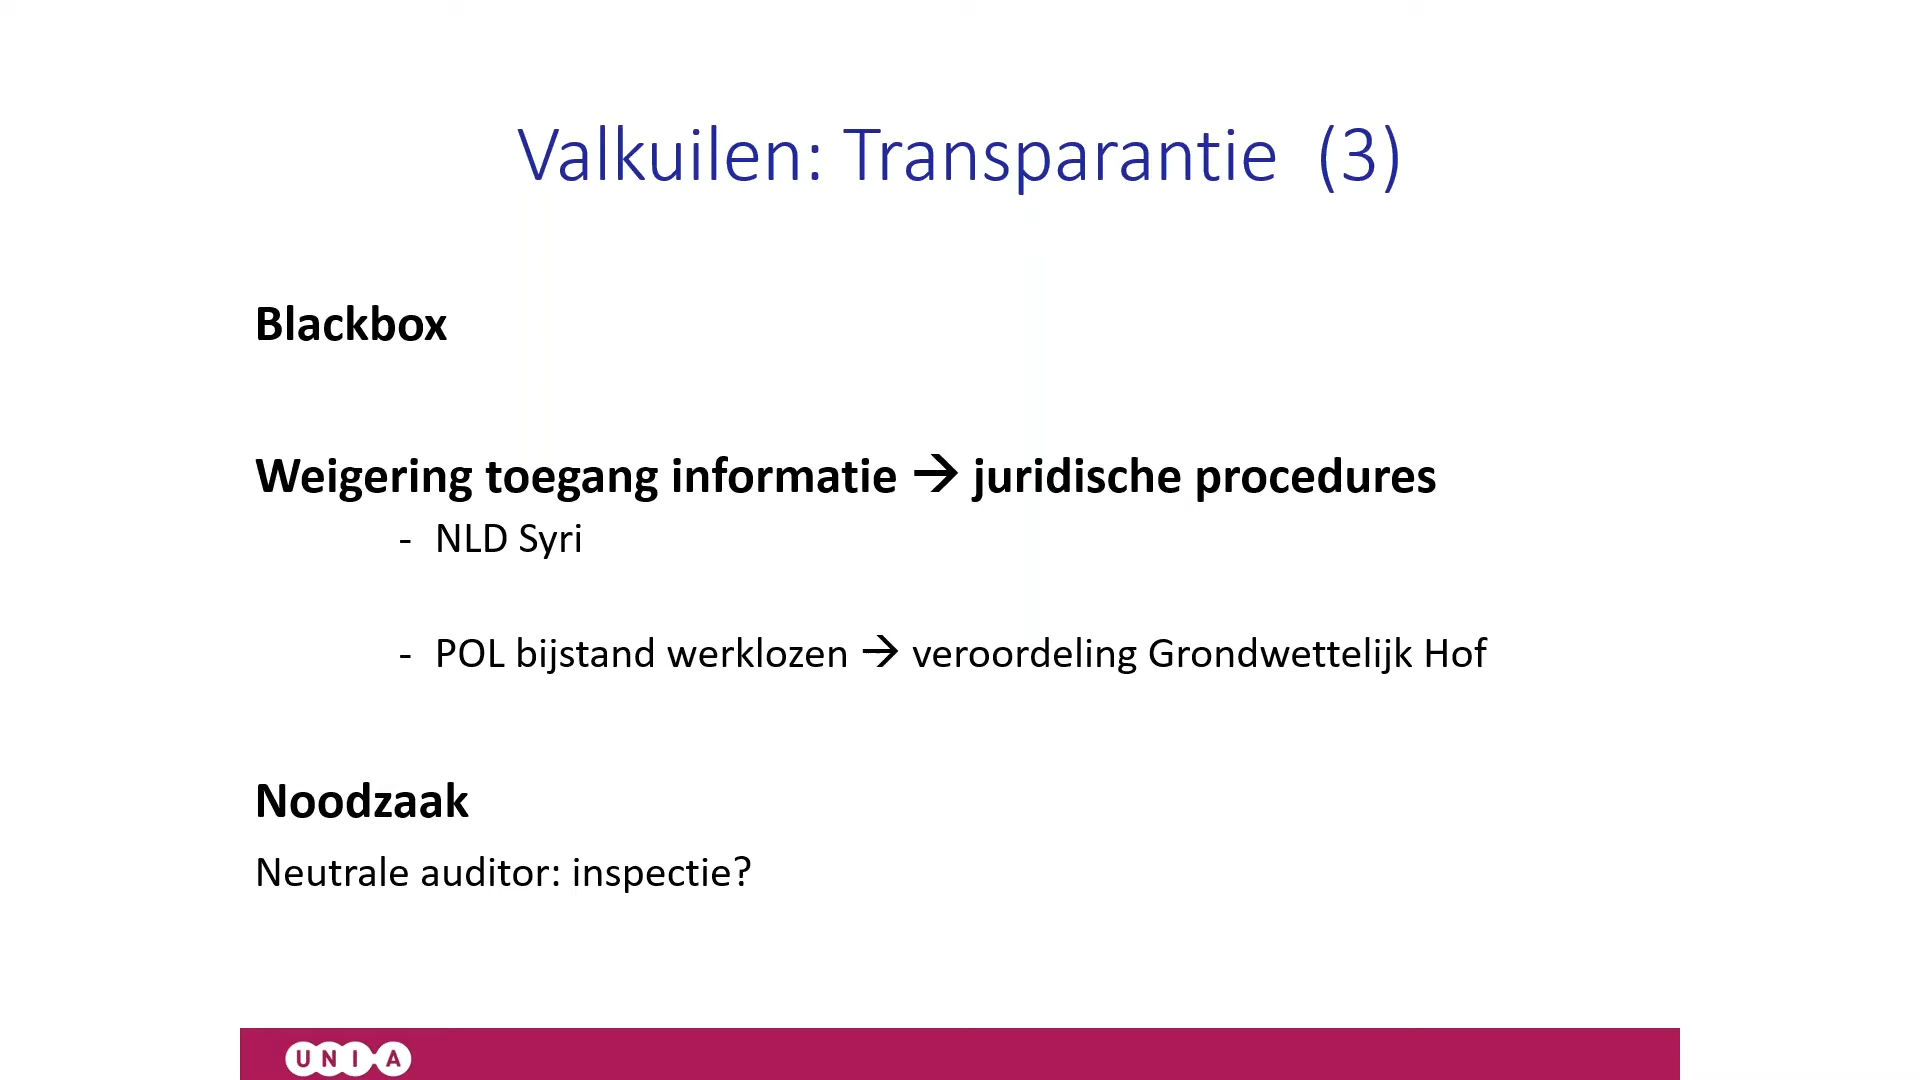 Valkuilen: Transparantie (3)
Blackbox
Weigering toegang informatie → juridische procedures
- NLD Syri
- POL bijstand werklozen → veroordeling Grondwettelijk Hof
Noodzaak
Neutrale auditor: inspectie?
UNIA